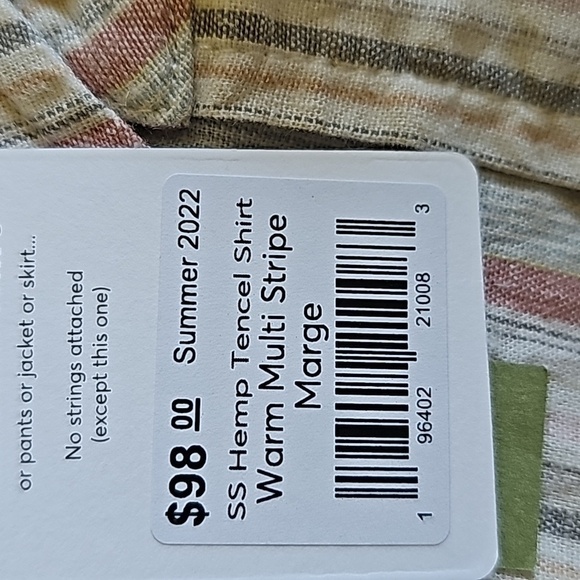 or pants or jacket or skirt...
No strings attached
(except this one)
$98 00 Summer 2022
SS Hemp Tencel Shirt
Warm Multi Stripe
Marge
1 96402 21008 3